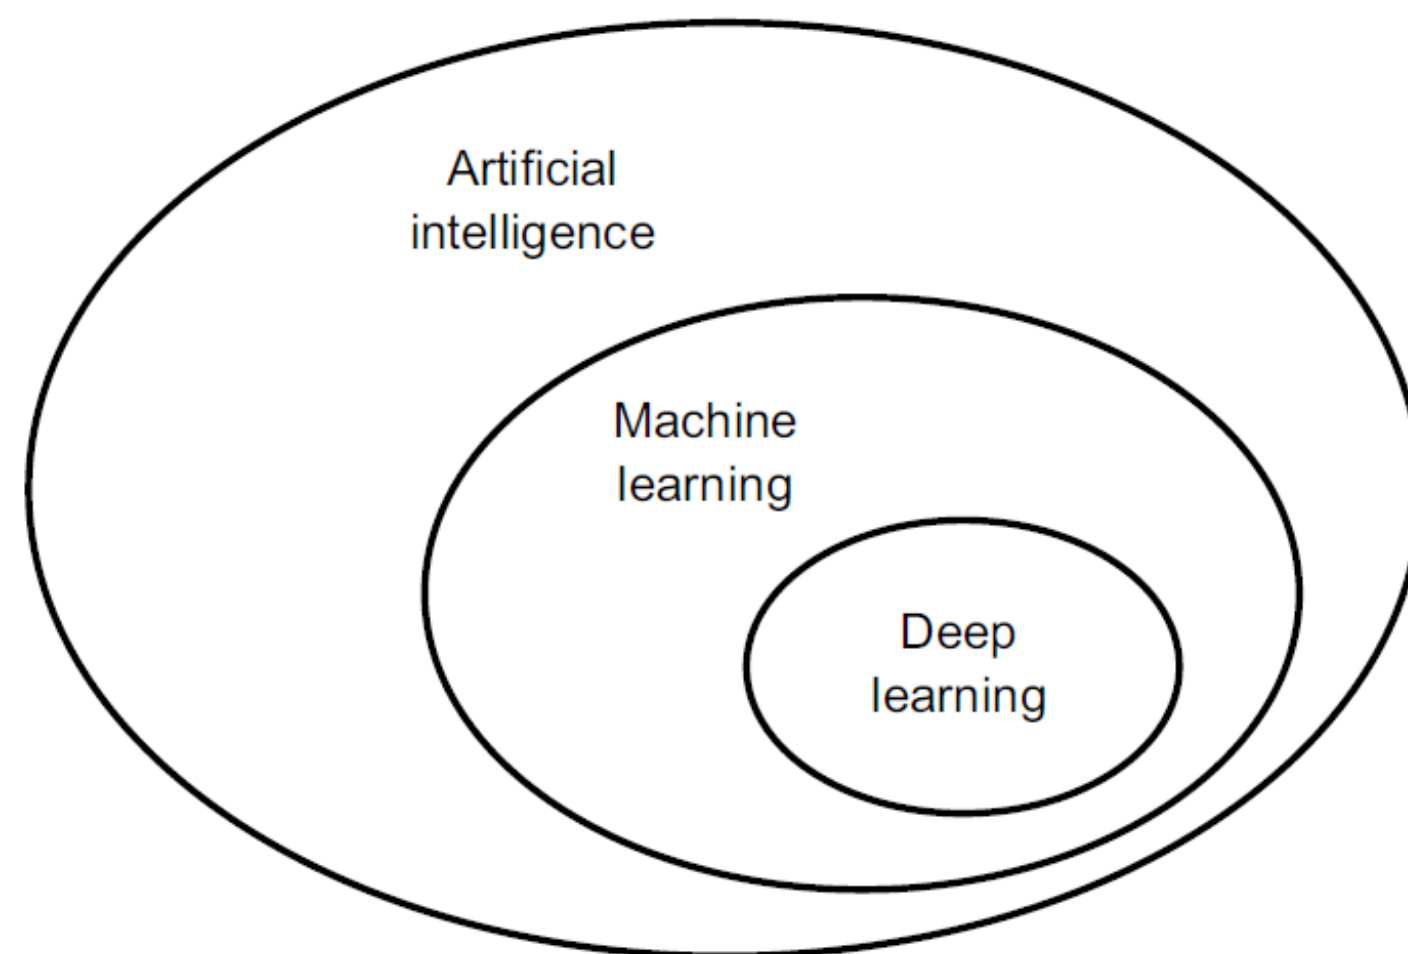 Artificial
intelligence
Machine
learning
Deep
learning